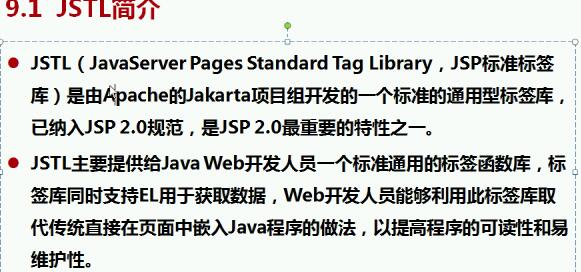 9.1 JSTL简介
JSTL（JavaServer Pages Standard Tag Library，JSP标准标签
库）是由Apache的Jakarta项目组开发的一个标准的通用型标签库，
已纳入JSP 2.0规范，是JSP 2.0最重要的特性之一。
JSTL主要提供给Java Web开发人员一个标准通用的标签函数库，标
签库同时支持EL用于获取数据，Web开发人员能够利用此标签库取
代传统直接在页面中嵌入Java程序的做法，以提高程序的可读性和易
维护性。